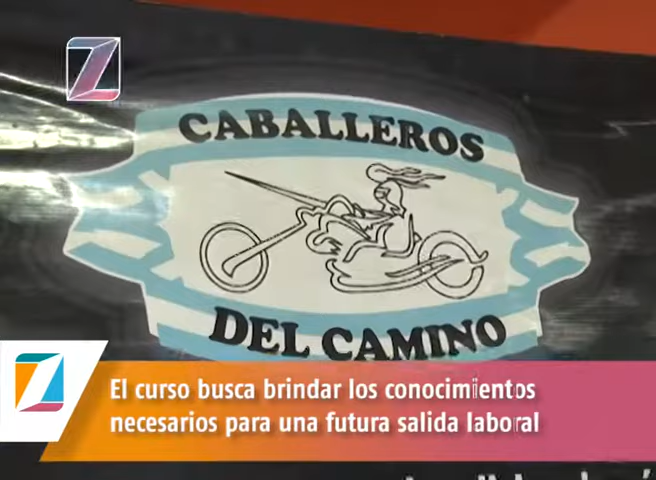 CABALLEROS
DEL CAMINO
El curso busca brindar los conocimientos
necesarios para una futura salida laboral